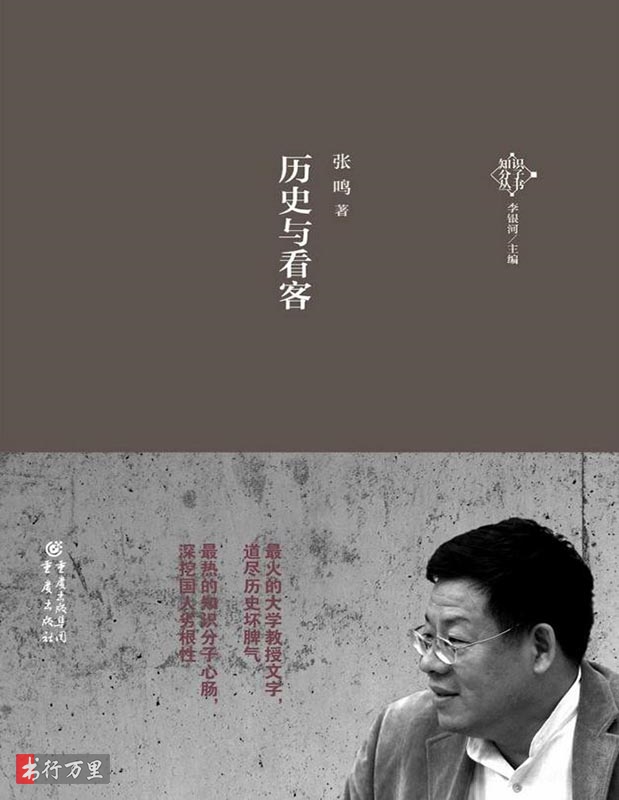 张鸣 著
历史与看客
知识
分子
丛书
李银河/主编
最火的大学教授文字，
道尽历史坏脾气
最热的知识分子心肠，
深挖国人劣根性
重庆出版集团
重庆出版社
书行万里